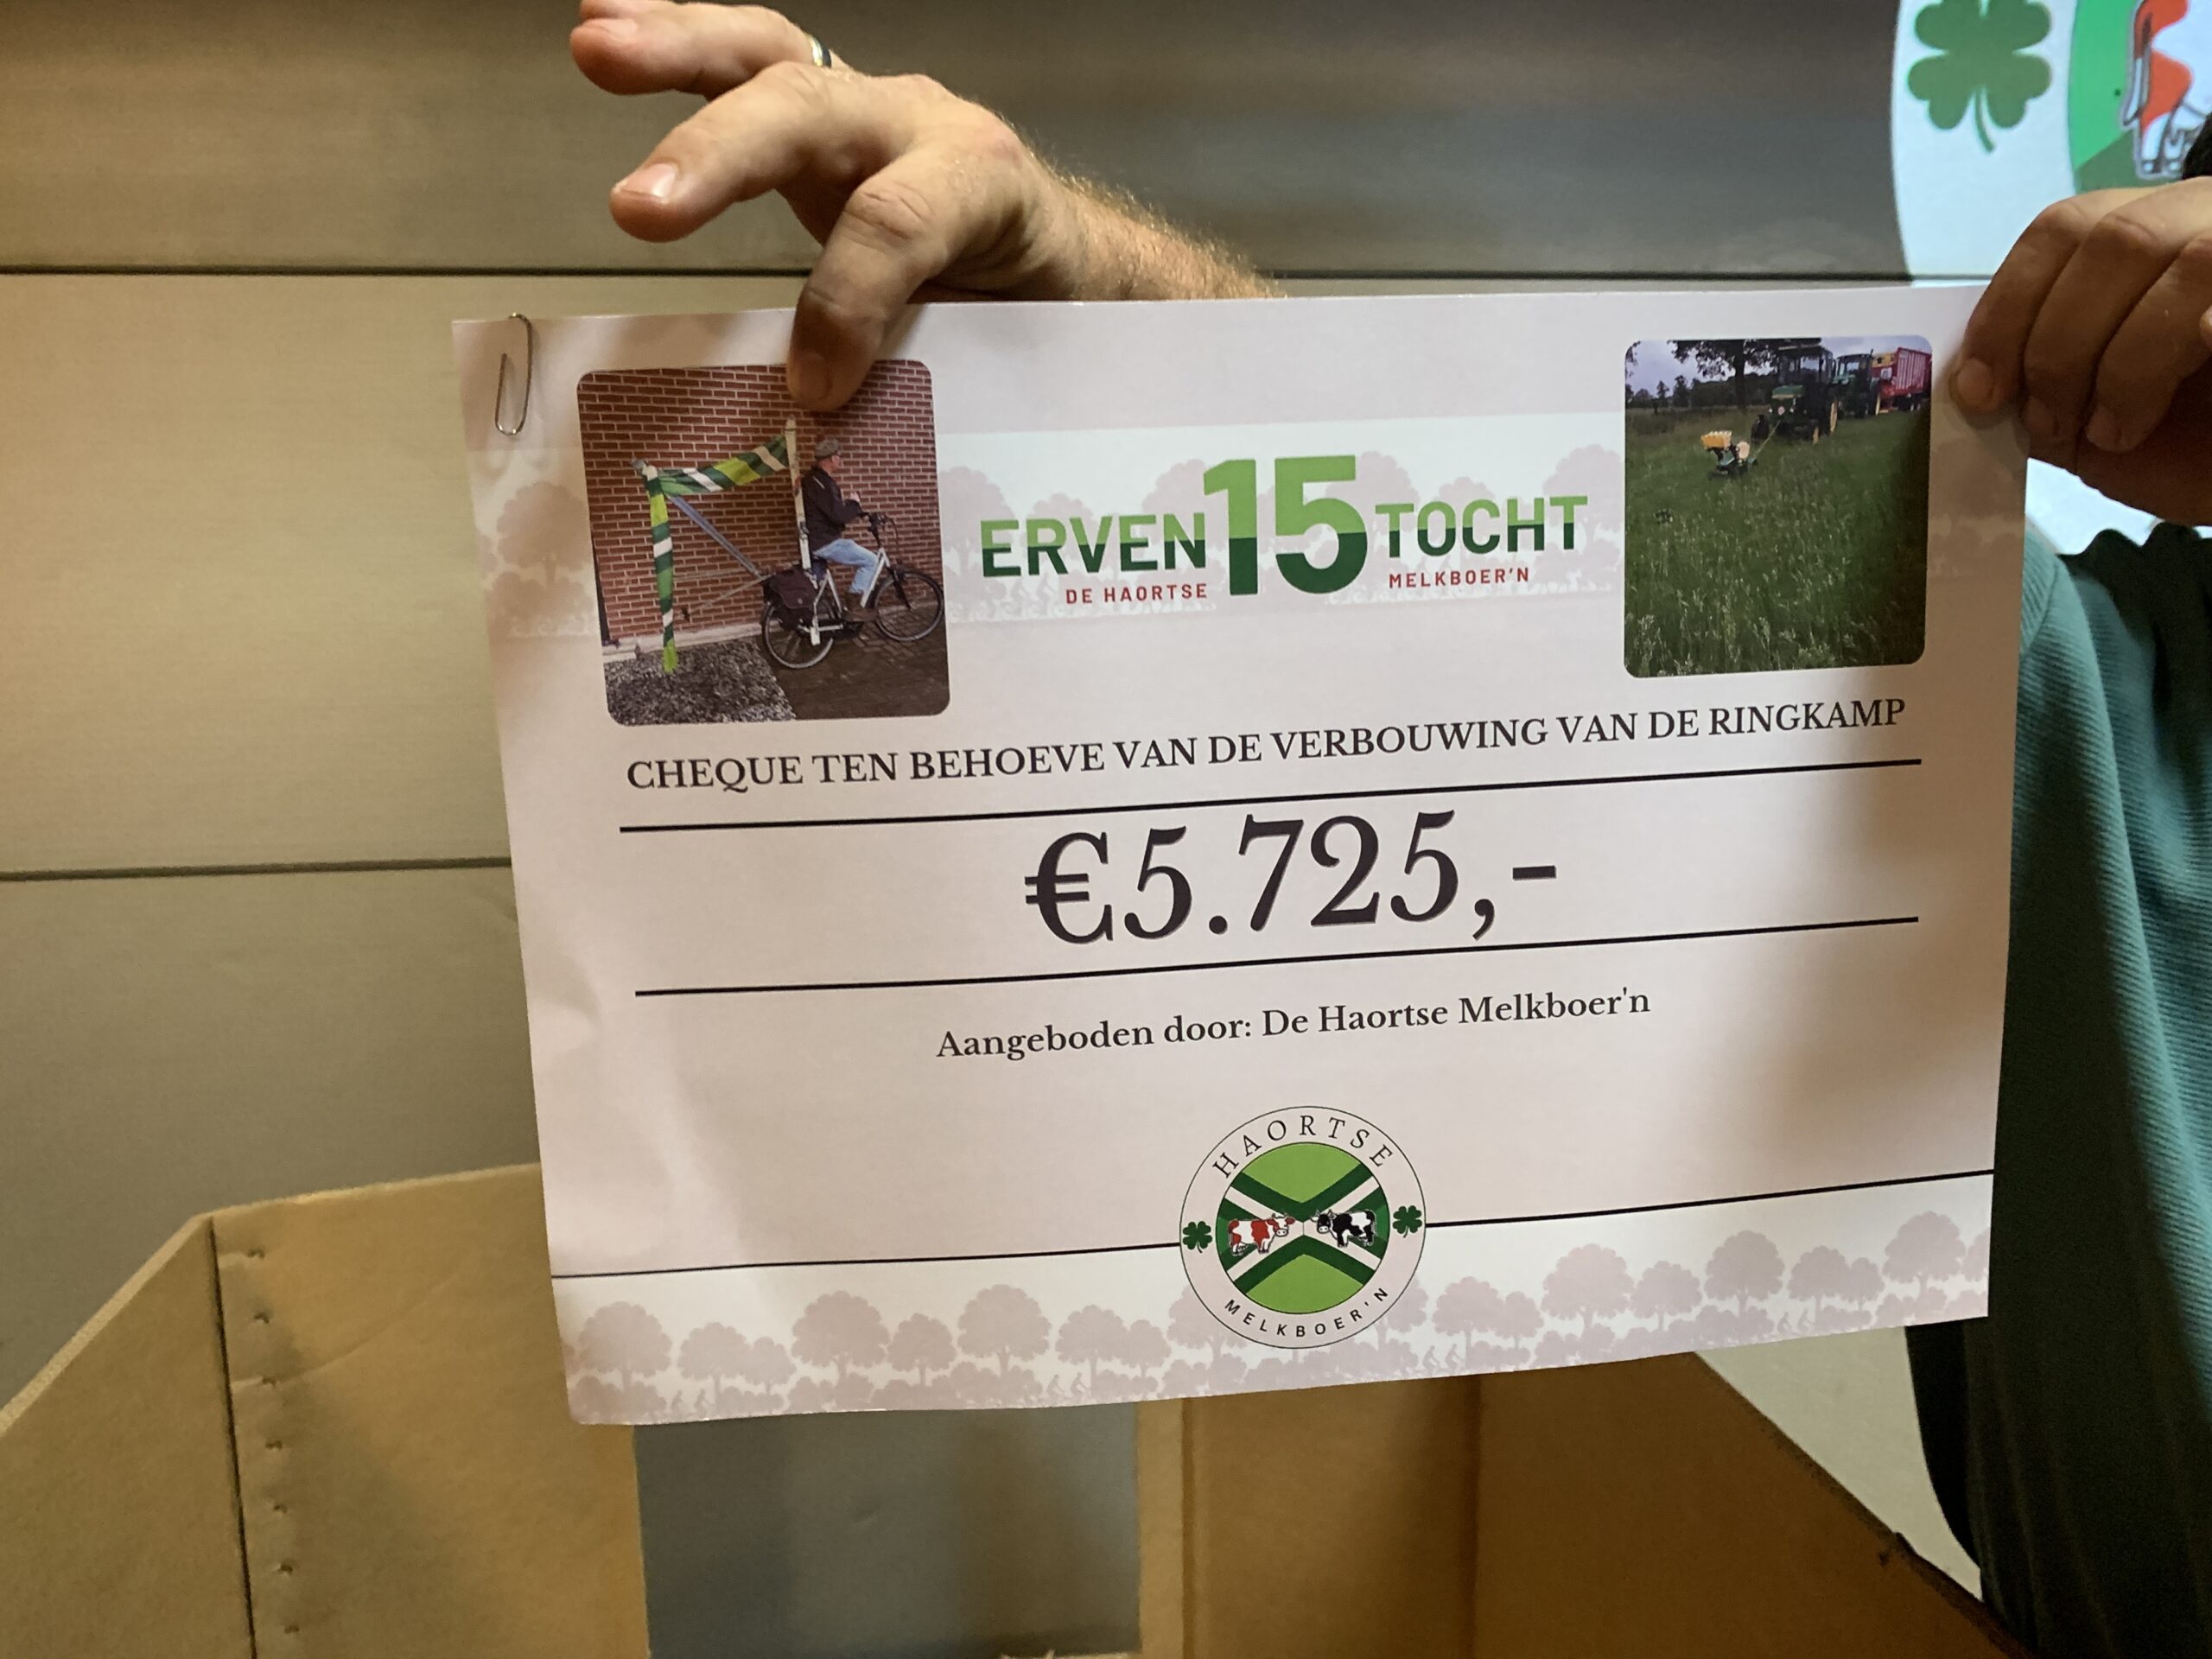 ERVEN 15 TOCHT
DE HAORTSE MELKBOER'N
CHEQUE TEN BEHOEVE VAN DE VERBOUWING VAN DE RINGKAMP
€5.725,-
Aangeboden door: De Haortse Melkboer'n
HAORTSE
MELKBOER'N